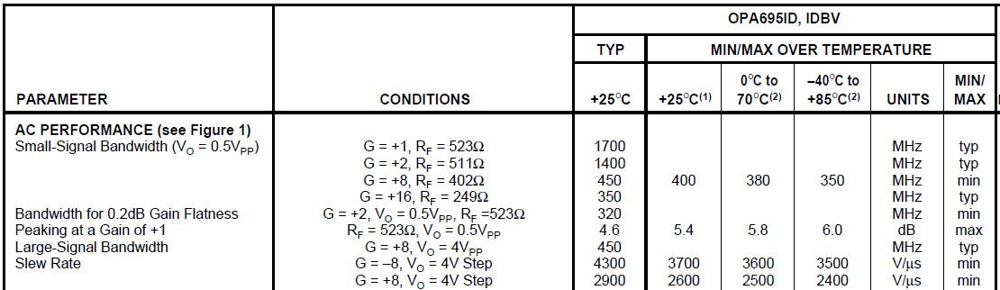 OPA695ID, IDBV
TYP MIN/MAX OVER TEMPERATURE
PARAMETER CONDITIONS +25°C +25°C(1) 0°C to 70°C(2) –40°C to +85°C(2) UNITS MIN/ MAX
AC PERFORMANCE (see Figure 1)
Small-Signal Bandwidth (VO = 0.5VPP) G = +1, RF = 523Ω 1700 MHz typ
G = +2, RF = 511Ω 1400 MHz typ
G = +8, RF = 402Ω 450 400 380 350 MHz min
G = +16, RF = 249Ω 350 MHz typ
Bandwidth for 0.2dB Gain Flatness G = +2, VO = 0.5VPP, RF =523Ω 320 MHz min
Peaking at a Gain of +1 RF = 523Ω, VO = 0.5VPP 4.6 5.4 5.8 6.0 dB max
Large-Signal Bandwidth G = +8, VO = 4VPP 450 MHz typ
Slew Rate G = –8, VO = 4V Step 4300 3700 3600 3500 V/μs min
G = +8, VO = 4V Step 2900 2600 2500 2400 V/μs min